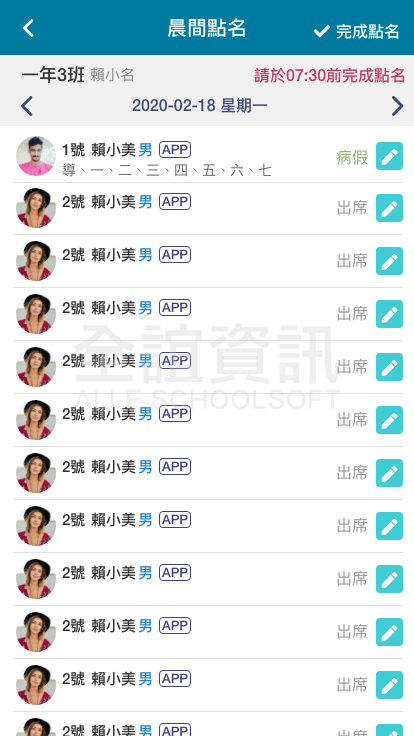 晨間點名
完成點名
一年3班 賴小名
請於07:30前完成點名
2020-02-18 星期一
1號 賴小美 男 APP
病假
導、一、二、三、四、五、六、七
2號 賴小美 男 APP
出席
2號 賴小美 男 APP
出席
2號 賴小美 男 APP
出席
全誼資訊
2號 賴小美 男 APP
出席
ALLE SCHOOLSOFT
2號 賴小美 男 APP
出席
2號 賴小美 男 APP
出席
2號 賴小美 男 APP
出席
2號 賴小美 男 APP
出席
2號 賴小美 男 APP
出席
2號 賴小美 男 APP
出席
2號 賴小美 男 APP
出席